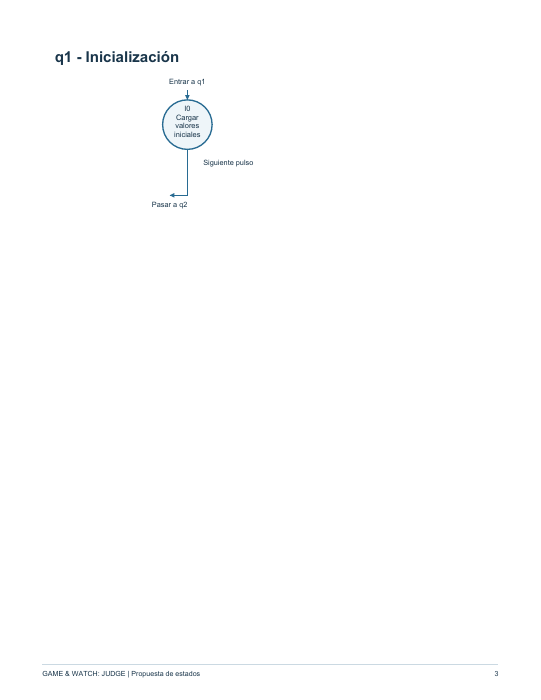 q1 - Inicialización
Entrar a q1
I0
Cargar
valores
iniciales
Siguiente pulso
Pasar a q2
GAME & WATCH: JUDGE | Propuesta de estados
3